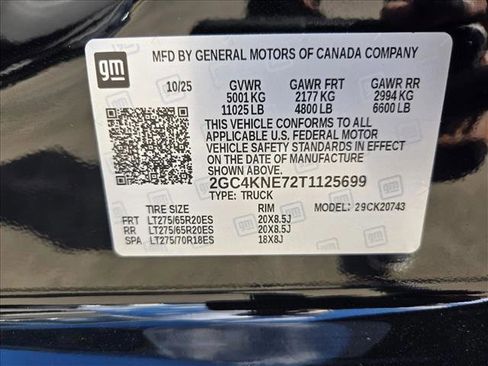 gm
MFD BY GENERAL MOTORS OF CANADA COMPANY
10/25 GVWR GAWR FRT GAWR RR
5001 KG 2177 KG 2994 KG
11025 LB 4800 LB 6600 LB
THIS VEHICLE CONFORMS TO ALL
APPLICABLE U.S. FEDERAL MOTOR
VEHICLE SAFETY STANDARDS IN EFFECT
ON THE DATE OF MANUFACTURE
SHOWN ABOVE.
2GC4KNE72T1125699
TYPE: TRUCK
TIRE SIZE RIM MODEL: 29CK20743
FRT LT275/65R20ES 20X8.5J
RR LT275/65R20ES 20X8.5J
SPA LT275/70R18ES 18X8J